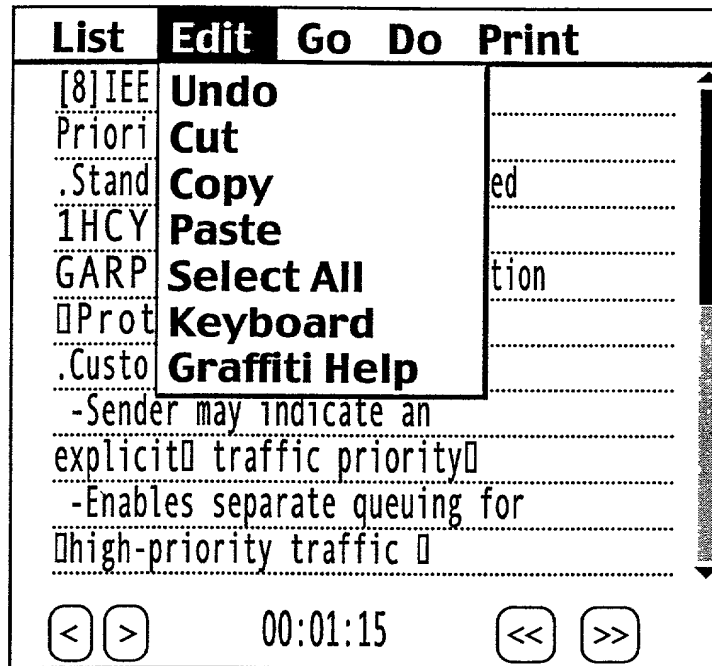 List Edit Go Do Print
[8]IEE Undo
Priori Cut
.Stand Copy ed
1HCY Paste
GARP Select All tion
▯Prot Keyboard
.Custo Graffiti Help
-Sender may indicate an
explicit▯ traffic priority▯
-Enables separate queuing for
▯high-priority traffic ▯
< > 00:01:15 << >>